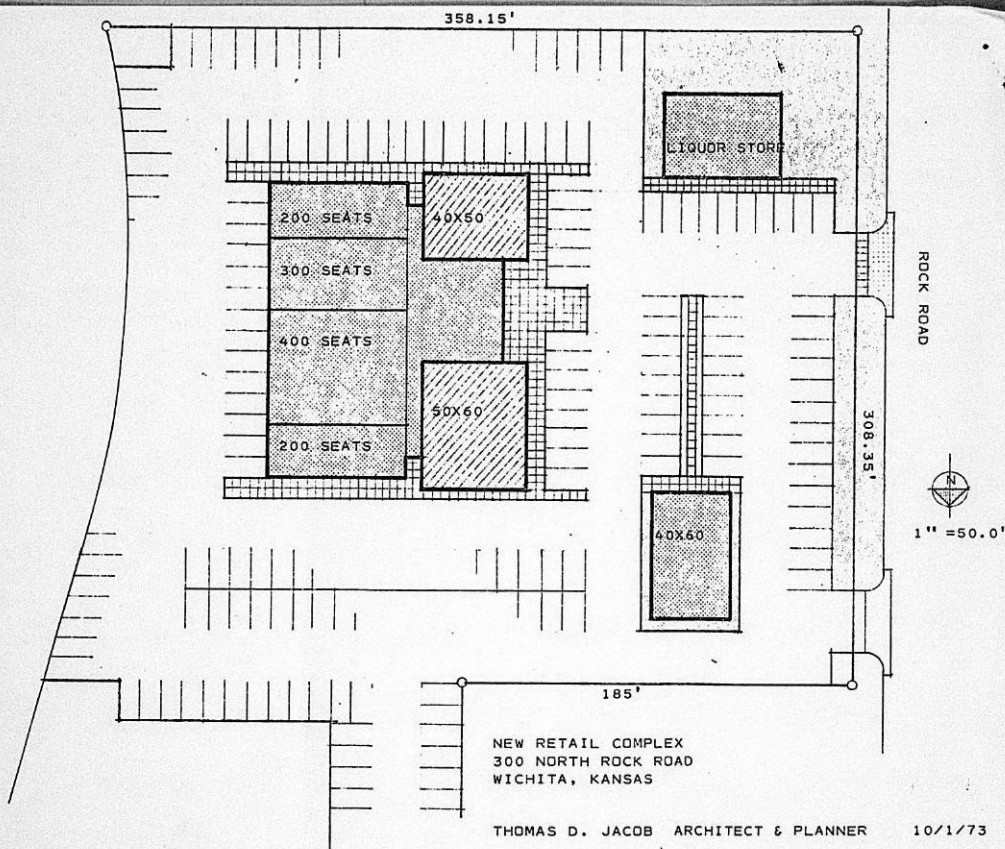 358.15'
LIQUOR STORE
200 SEATS
40X50
300 SEATS
400 SEATS
50X60
200 SEATS
40X60
ROCK ROAD
308.35'
N
1" =50.0'
185'
NEW RETAIL COMPLEX
300 NORTH ROCK ROAD
WICHITA, KANSAS
THOMAS D. JACOB ARCHITECT & PLANNER 10/1/73